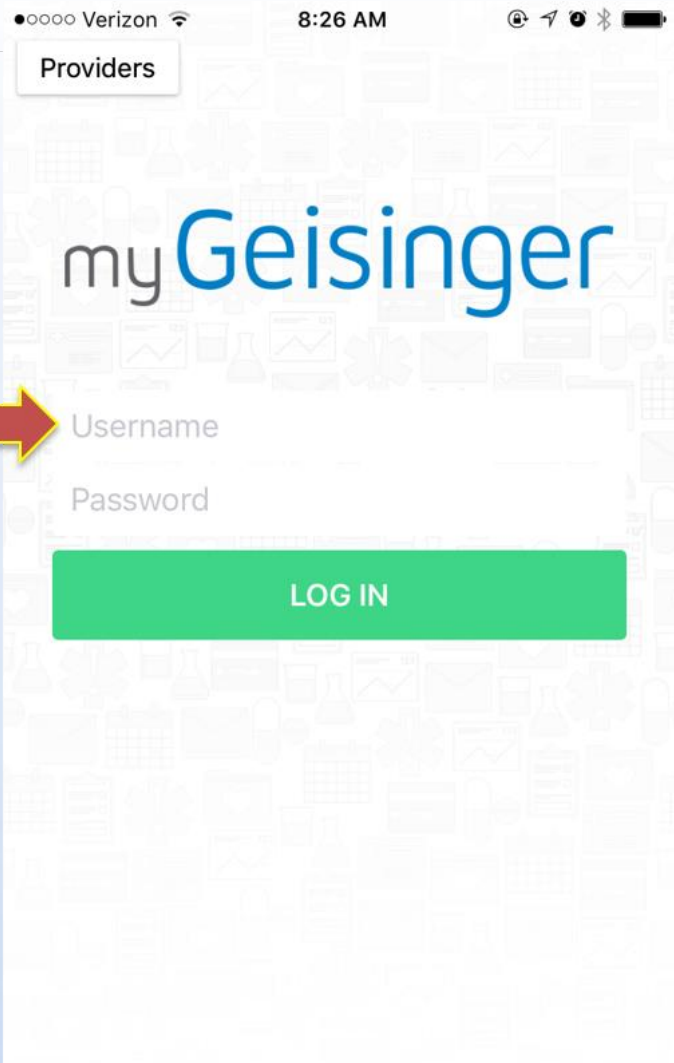 Verizon 8:26 AM
Providers
myGeisinger
Username
Password
LOG IN